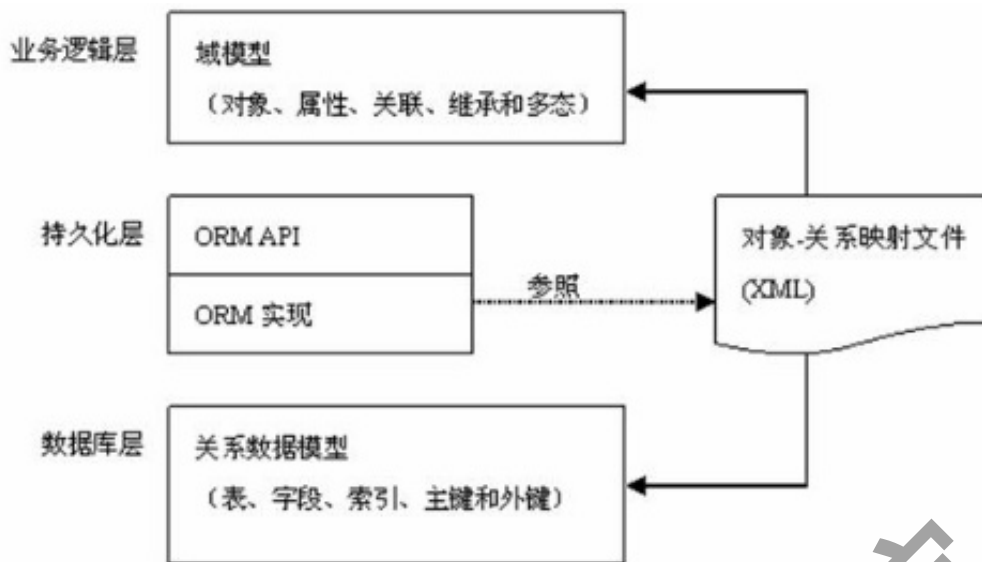 业务逻辑层
域模型
（对象、属性、关联、继承和多态）
持久化层
ORM API
ORM 实现
参照
对象-关系映射文件
(XML)
数据库层
关系数据模型
（表、字段、索引、主键和外键）